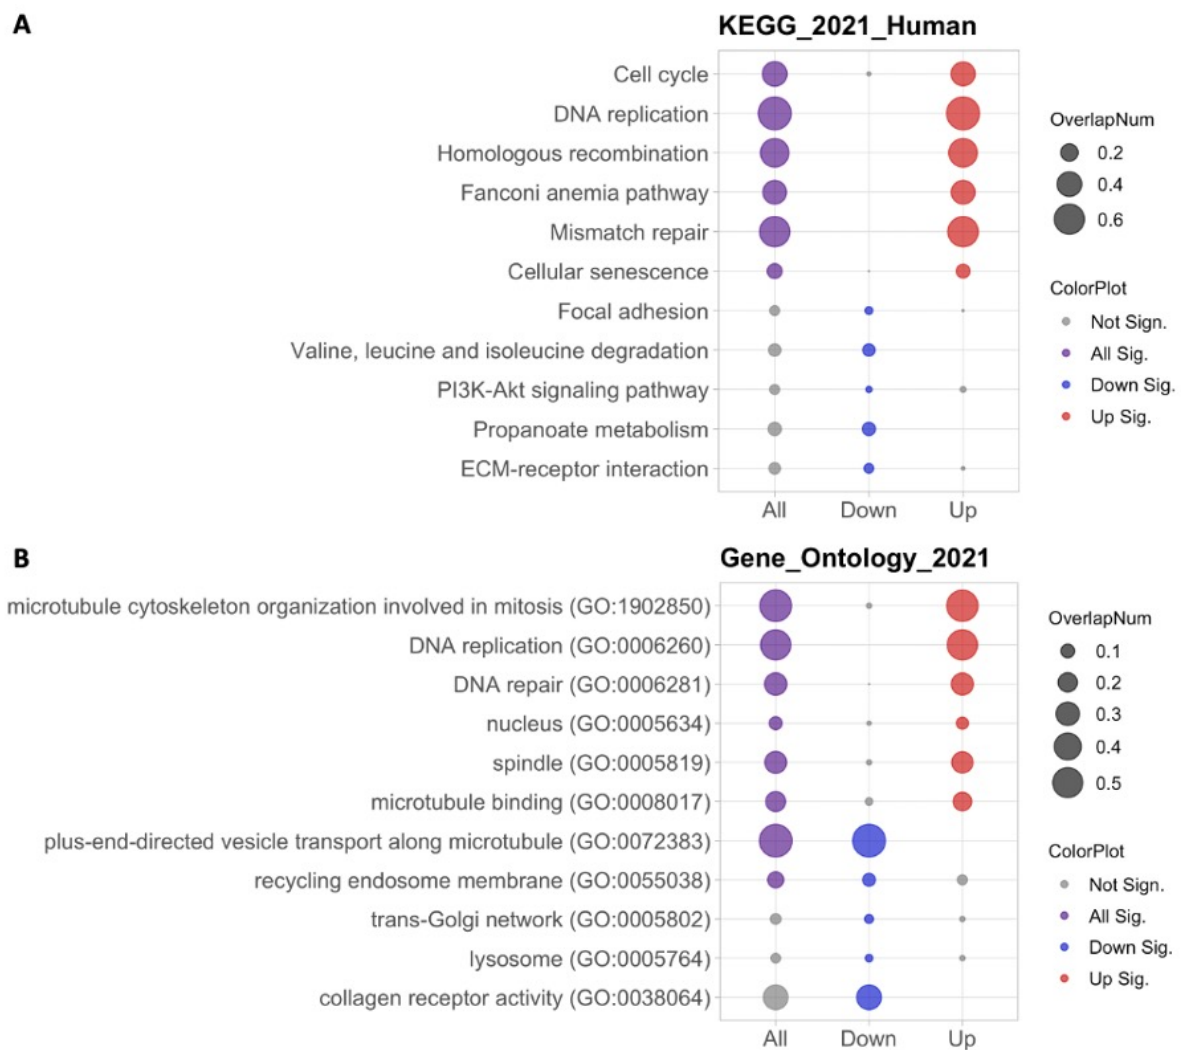 A
KEGG_2021_Human
Cell cycle
DNA replication
Homologous recombination
Fanconi anemia pathway
Mismatch repair
Cellular senescence
Focal adhesion
Valine, leucine and isoleucine degradation
PI3K-Akt signaling pathway
Propanoate metabolism
ECM-receptor interaction
All Down Up
OverlapNum
0.2
0.4
0.6
ColorPlot
Not Sign.
All Sig.
Down Sig.
Up Sig.
B
Gene_Ontology_2021
microtubule cytoskeleton organization involved in mitosis (GO:1902850)
DNA replication (GO:0006260)
DNA repair (GO:0006281)
nucleus (GO:0005634)
spindle (GO:0005819)
microtubule binding (GO:0008017)
plus-end-directed vesicle transport along microtubule (GO:0072383)
recycling endosome membrane (GO:0055038)
trans-Golgi network (GO:0005802)
lysosome (GO:0005764)
collagen receptor activity (GO:0038064)
All Down Up
OverlapNum
0.1
0.2
0.3
0.4
0.5
ColorPlot
Not Sign.
All Sig.
Down Sig.
Up Sig.